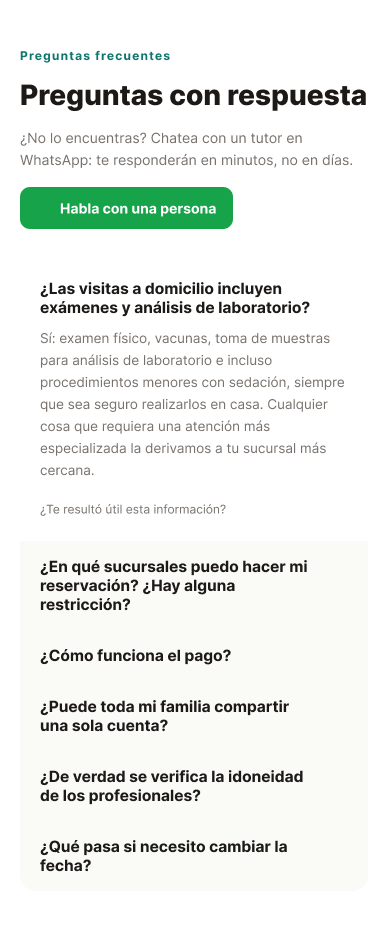 Preguntas frecuentes
Preguntas con respuesta
¿No lo encuentras? Chatea con un tutor en
WhatsApp: te responderán en minutos, no en días.
Habla con una persona
¿Las visitas a domicilio incluyen
exámenes y análisis de laboratorio?
Sí: examen físico, vacunas, toma de muestras
para análisis de laboratorio e incluso
procedimientos menores con sedación, siempre
que sea seguro realizarlos en casa. Cualquier
cosa que requiera una atención más
especializada la derivamos a tu sucursal más
cercana.
¿Te resultó útil esta información?
¿En qué sucursales puedo hacer mi
reservación? ¿Hay alguna
restricción?
¿Cómo funciona el pago?
¿Puede toda mi familia compartir
una sola cuenta?
¿De verdad se verifica la idoneidad
de los profesionales?
¿Qué pasa si necesito cambiar la
fecha?